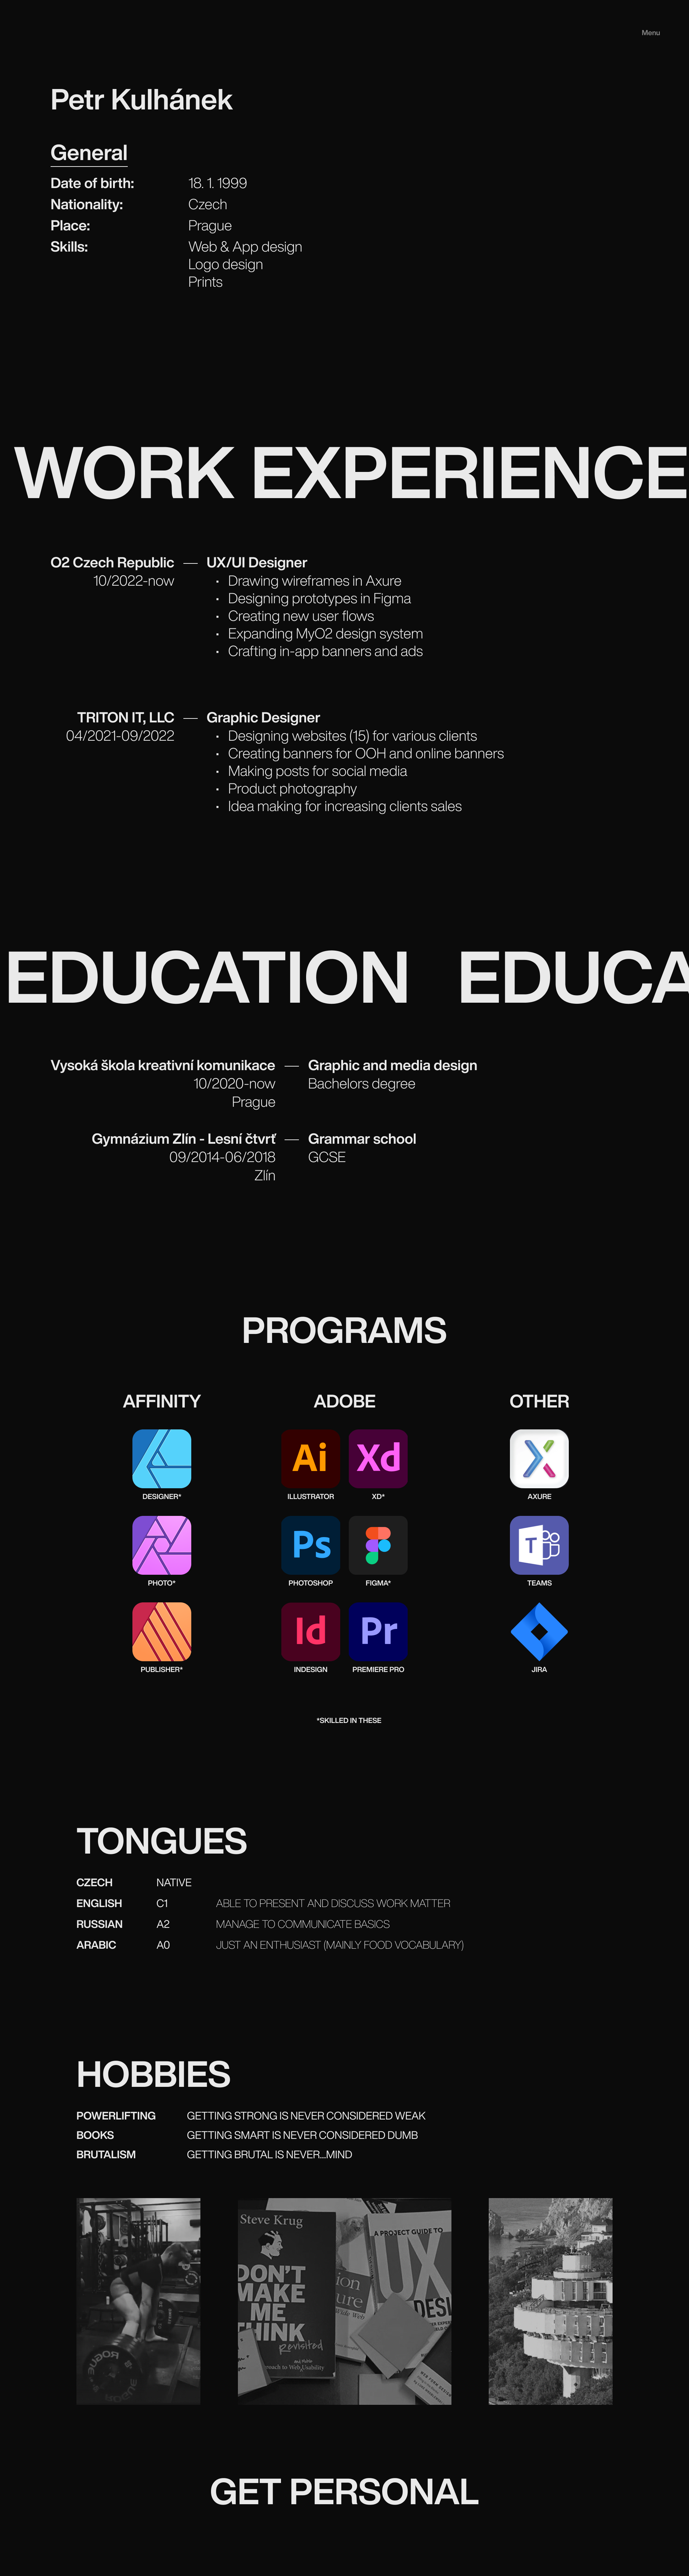 Menu
Petr Kulhánek
General
Date of birth: 18. 1. 1999
Nationality: Czech
Place: Prague
Skills: Web & App design
Logo design
Prints
WORK EXPERIENCE
O2 Czech Republic — UX/UI Designer
10/2022-now
• Drawing wireframes in Axure
• Designing prototypes in Figma
• Creating new user flows
• Expanding MyO2 design system
• Crafting in-app banners and ads
TRITON IT, LLC — Graphic Designer
04/2021-09/2022
• Designing websites (15) for various clients
• Creating banners for OOH and online banners
• Making posts for social media
• Product photography
• Idea making for increasing clients sales
EDUCATION EDUCA
Vysoká škola kreativní komunikace — Graphic and media design
10/2020-now Bachelors degree
Prague
Gymnázium Zlín - Lesní čtvrť — Grammar school
09/2014-06/2018 GCSE
Zlín
PROGRAMS
AFFINITY ADOBE OTHER
Ai Xd
DESIGNER* ILLUSTRATOR XD* AXURE
Ps T
PHOTO* PHOTOSHOP FIGMA* TEAMS
Id Pr
PUBLISHER* INDESIGN PREMIERE PRO JIRA
*SKILLED IN THESE
TONGUES
CZECH NATIVE
ENGLISH C1 ABLE TO PRESENT AND DISCUSS WORK MATTER
RUSSIAN A2 MANAGE TO COMMUNICATE BASICS
ARABIC A0 JUST AN ENTHUSIAST (MAINLY FOOD VOCABULARY)
HOBBIES
POWERLIFTING GETTING STRONG IS NEVER CONSIDERED WEAK
BOOKS GETTING SMART IS NEVER CONSIDERED DUMB
BRUTALISM GETTING BRUTAL IS NEVER...MIND
ROGUE
Steve Krug
DON'T
MAKE
ME
THINK
Revisited
A PROJECT GUIDE TO
UX
DESI
GET PERSONAL